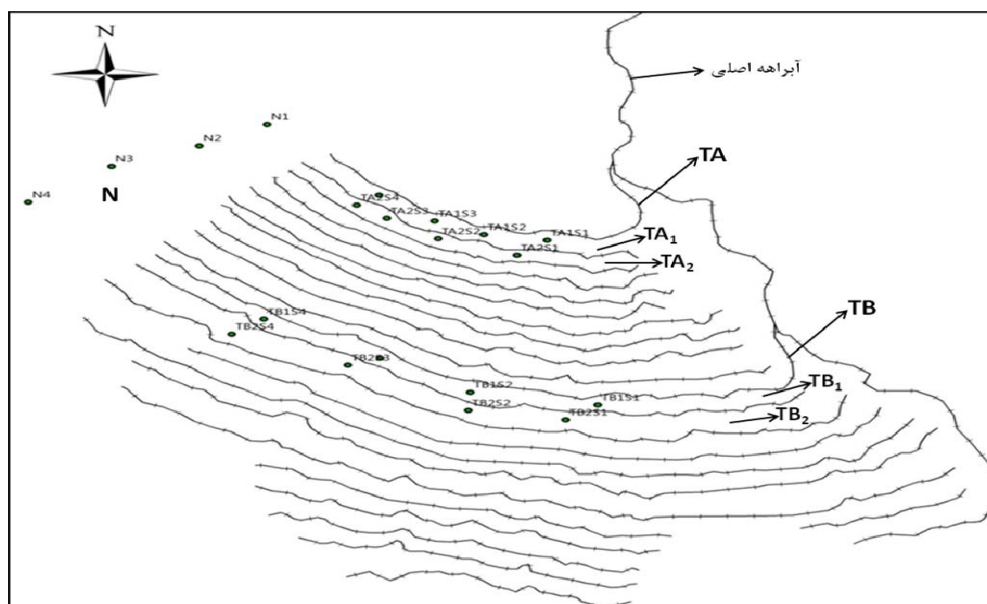 N
آبراهه اصلی
N1
N2
N3
N
N4
TA
TA2S4
TA2S3
TA1S3
TA2S2
TA1S2
TA1S1
TA2S1
TA₁
TA₂
TB1S4
TB2S4
TB
TB1S2
TB2S2
TB1S1
TB2S1
TB₁
TB₂